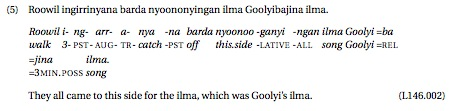 (5) Roowil ingirrinyana barda nyoononyingan ilma Goolyibajina ilma.
Roowil i- ng- arr- a- nya -na barda nyoonoo -ganyi -ngan ilma Goolyi =ba
walk 3- PST- AUG- TR- catch -PST off this.side -LATIVE -ALL song Goolyi =REL
=jina ilma.
=3MIN.POSS song
They all came to this side for the ilma, which was Goolyi's ilma. (L146.002)